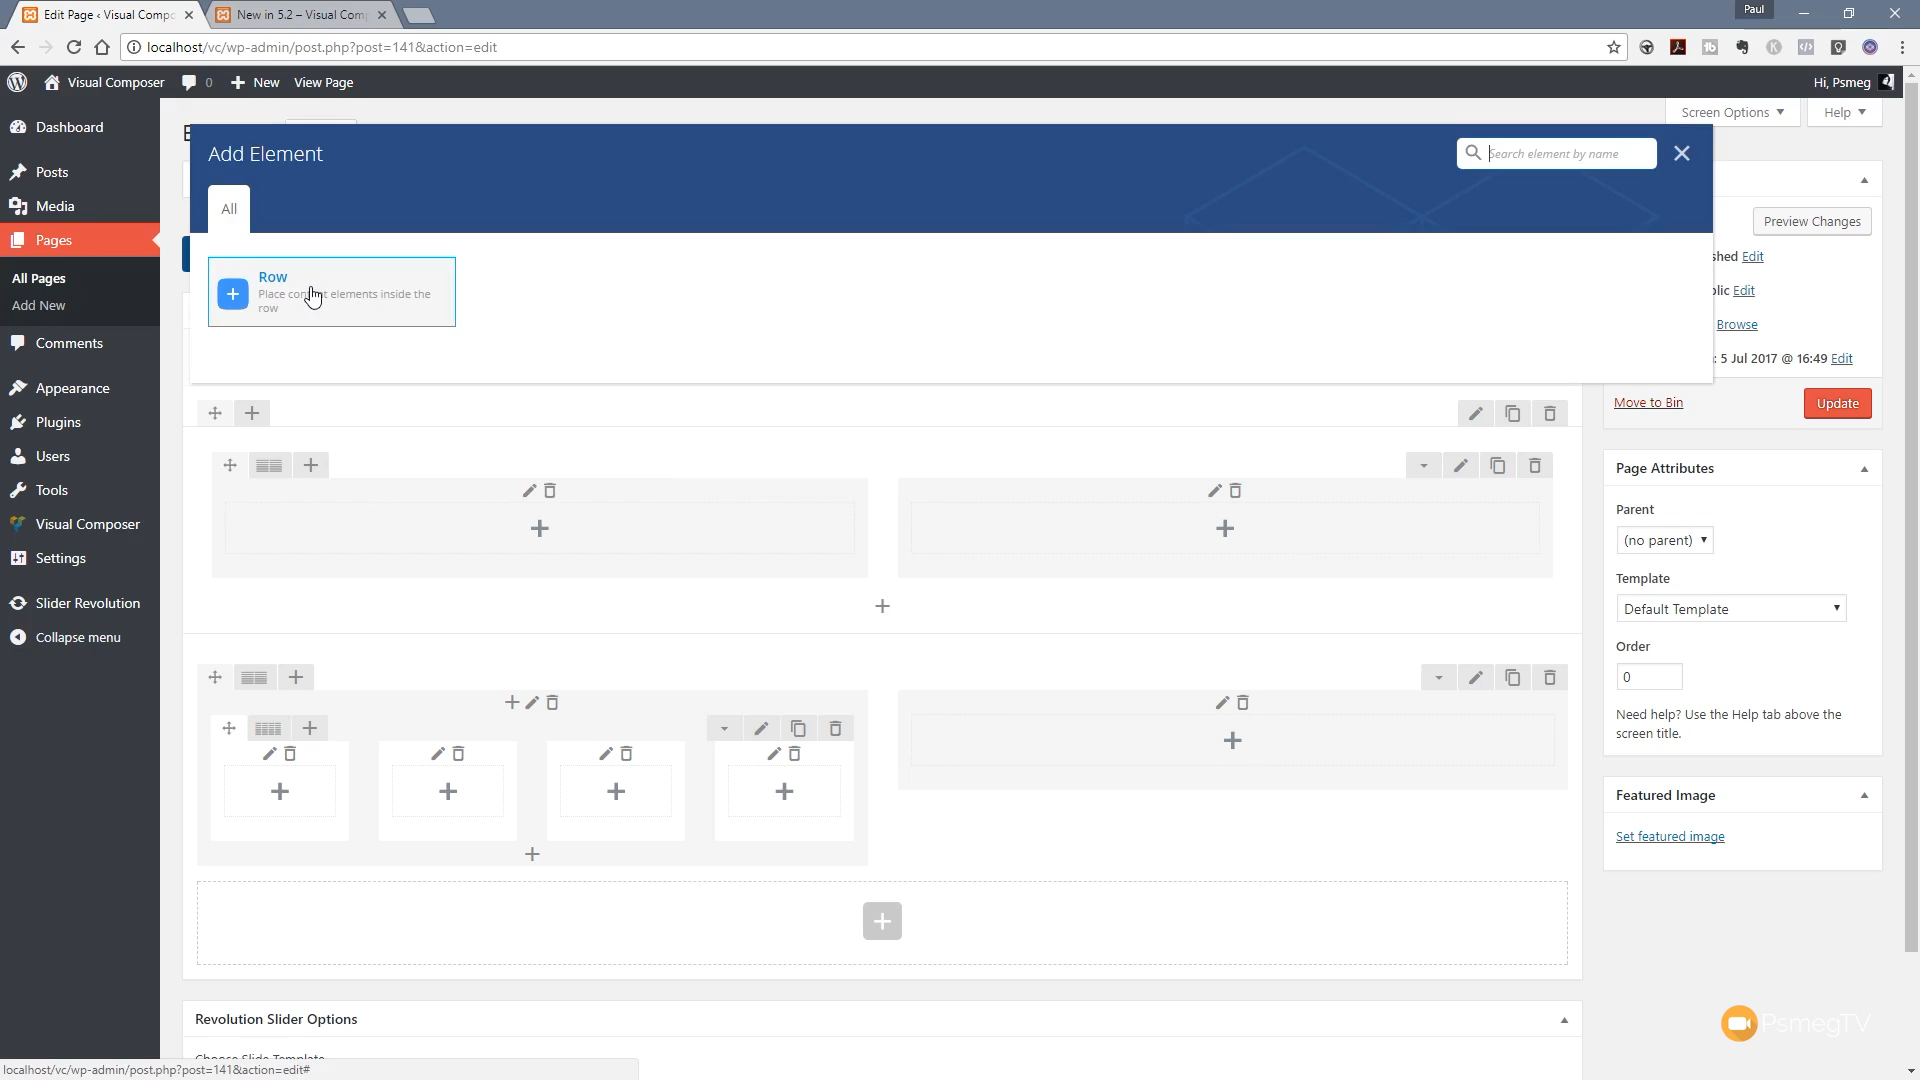 Edit Page ‹ Visual Compo
New in 5.2 – Visual Comp
Paul
localhost/vc/wp-admin/post.php?post=141&action=edit
Visual Composer
0
New
View Page
Hi, Psmeg
Screen Options
Help
Dashboard
Posts
Media
Pages
All Pages
Add New
Comments
Appearance
Plugins
Users
Tools
Visual Composer
Settings
Slider Revolution
Collapse menu
Add Element
Search element by name
All
Row
Place content elements inside the
row
Preview Changes
shed Edit
blic Edit
Browse
: 5 Jul 2017 @ 16:49 Edit
Move to Bin
Update
Page Attributes
Parent
(no parent)
Template
Default Template
Order
0
Need help? Use the Help tab above the
screen title.
Featured Image
Set featured image
Revolution Slider Options
Choose Slide Template
PsmegTV
localhost/vc/wp-admin/post.php?post=141&action=edit#